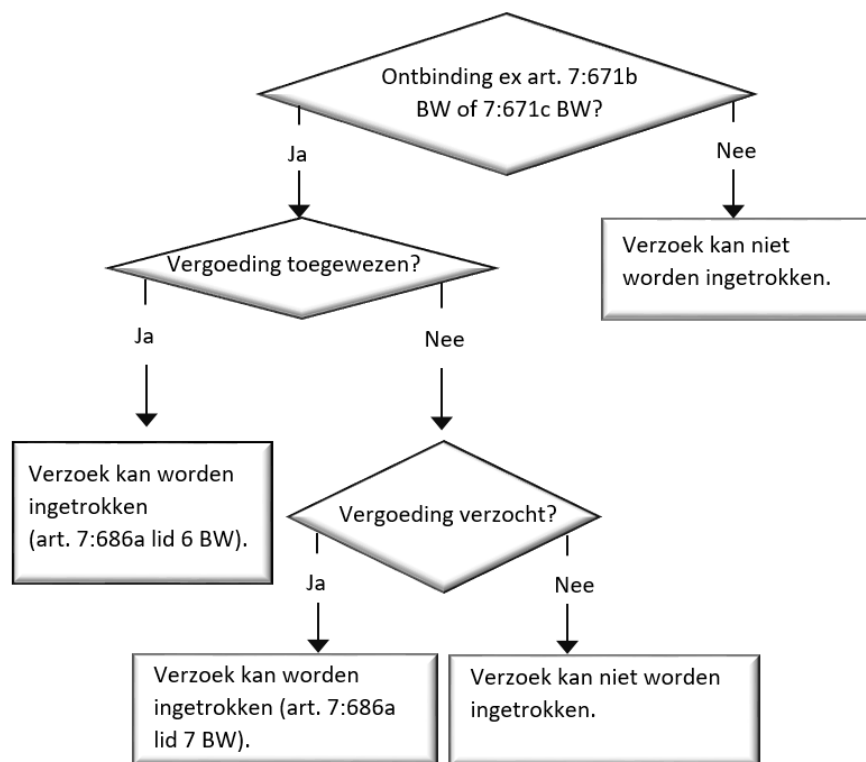 Ontbinding ex art. 7:671b
BW of 7:671c BW?
Ja
Nee
Vergoeding toegewezen?
Verzoek kan niet
worden ingetrokken.
Ja
Nee
Verzoek kan worden
ingetrokken
(art. 7:686a lid 6 BW).
Vergoeding verzocht?
Ja
Nee
Verzoek kan worden
ingetrokken (art. 7:686a
lid 7 BW).
Verzoek kan niet worden
ingetrokken.